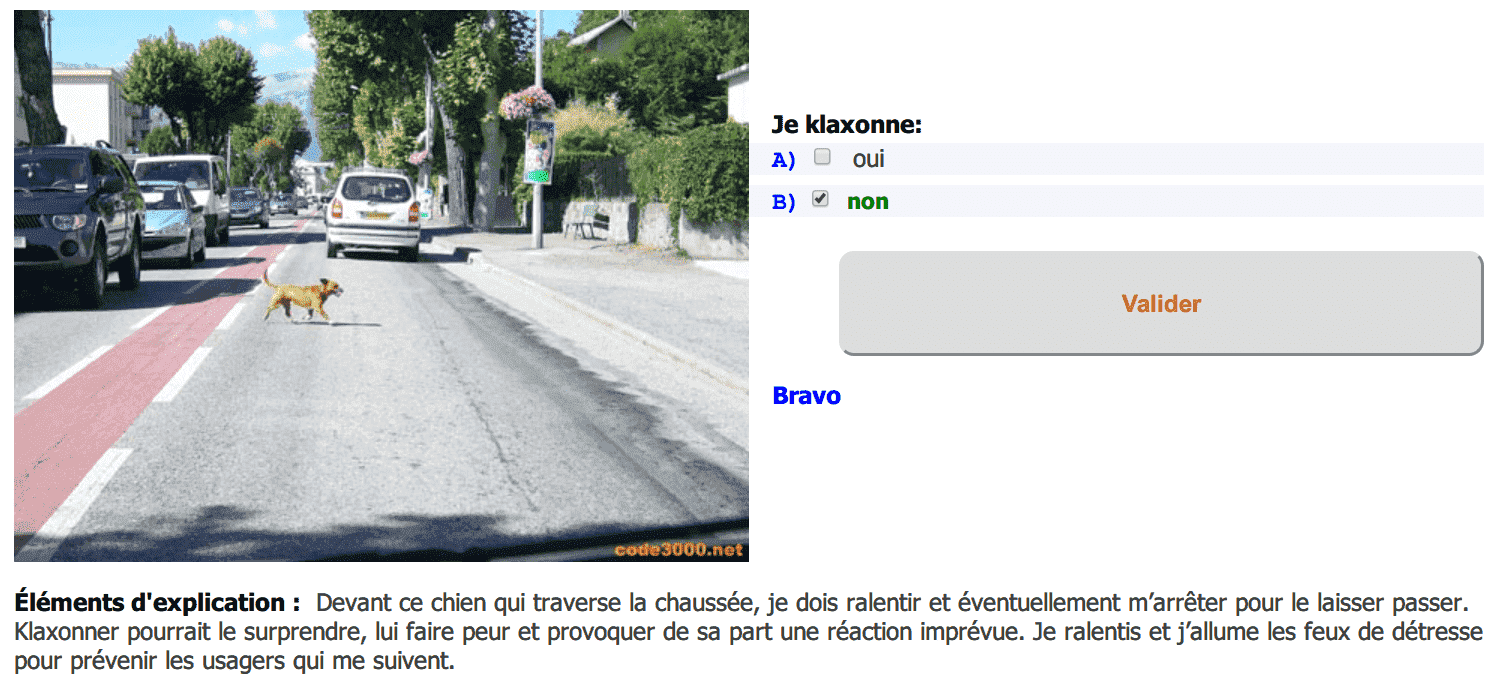 Je klaxonne:
A) oui
B) non
Valider
Bravo
code3000.net
Éléments d'explication : Devant ce chien qui traverse la chaussée, je dois ralentir et éventuellement m’arrêter pour le laisser passer.
Klaxonner pourrait le surprendre, lui faire peur et provoquer de sa part une réaction imprévue. Je ralentis et j’allume les feux de détresse
pour prévenir les usagers qui me suivent.